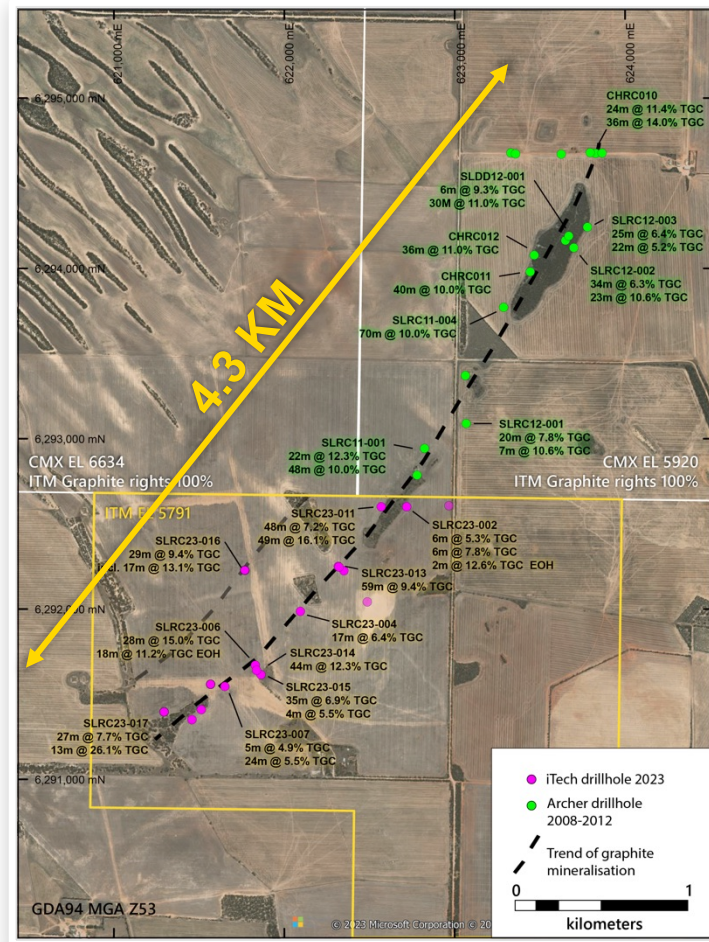 621,000 mE
622,000 mE
623,000 mE
624,000 mE
6,295,000 mN
CHRC010
24m @ 11.4% TGC
36m @ 14.0% TGC
SLDD12-001
6m @ 9.3% TGC
30M @ 11.0% TGC
SLRC12-003
25m @ 6.4% TGC
22m @ 5.2% TGC
CHRC012
36m @ 11.0% TGC
6,294,000 mN
SLRC12-002
34m @ 6.3% TGC
23m @ 10.6% TGC
CHRC011
40m @ 10.0% TGC
SLRC11-004
70m @ 10.0% TGC
4.3 KM
SLRC12-001
20m @ 7.8% TGC
7m @ 10.6% TGC
6,293,000 mN
SLRC11-001
22m @ 12.3% TGC
48m @ 10.0% TGC
CMX EL 6634
ITM Graphite rights 100%
CMX EL 5920
ITM Graphite rights 100%
ITM EL 5791
SLRC23-011
48m @ 7.2% TGC
49m @ 16.1% TGC
SLRC23-002
6m @ 5.3% TGC
6m @ 7.8% TGC
2m @ 12.6% TGC EOH
SLRC23-016
29m @ 9.4% TGC
incl. 17m @ 13.1% TGC
SLRC23-013
59m @ 9.4% TGC
6,292,000 mN
SLRC23-004
17m @ 6.4% TGC
SLRC23-006
28m @ 15.0% TGC
18m @ 11.2% TGC EOH
SLRC23-014
44m @ 12.3% TGC
SLRC23-015
35m @ 6.9% TGC
4m @ 5.5% TGC
SLRC23-017
27m @ 7.7% TGC
13m @ 26.1% TGC
SLRC23-007
5m @ 4.9% TGC
24m @ 5.5% TGC
6,291,000 mN
iTech drillhole 2023
Archer drillhole
2008-2012
Trend of graphite
mineralisation
0 1
kilometers
GDA94 MGA Z53
© 2023 Microsoft Corporation © 20